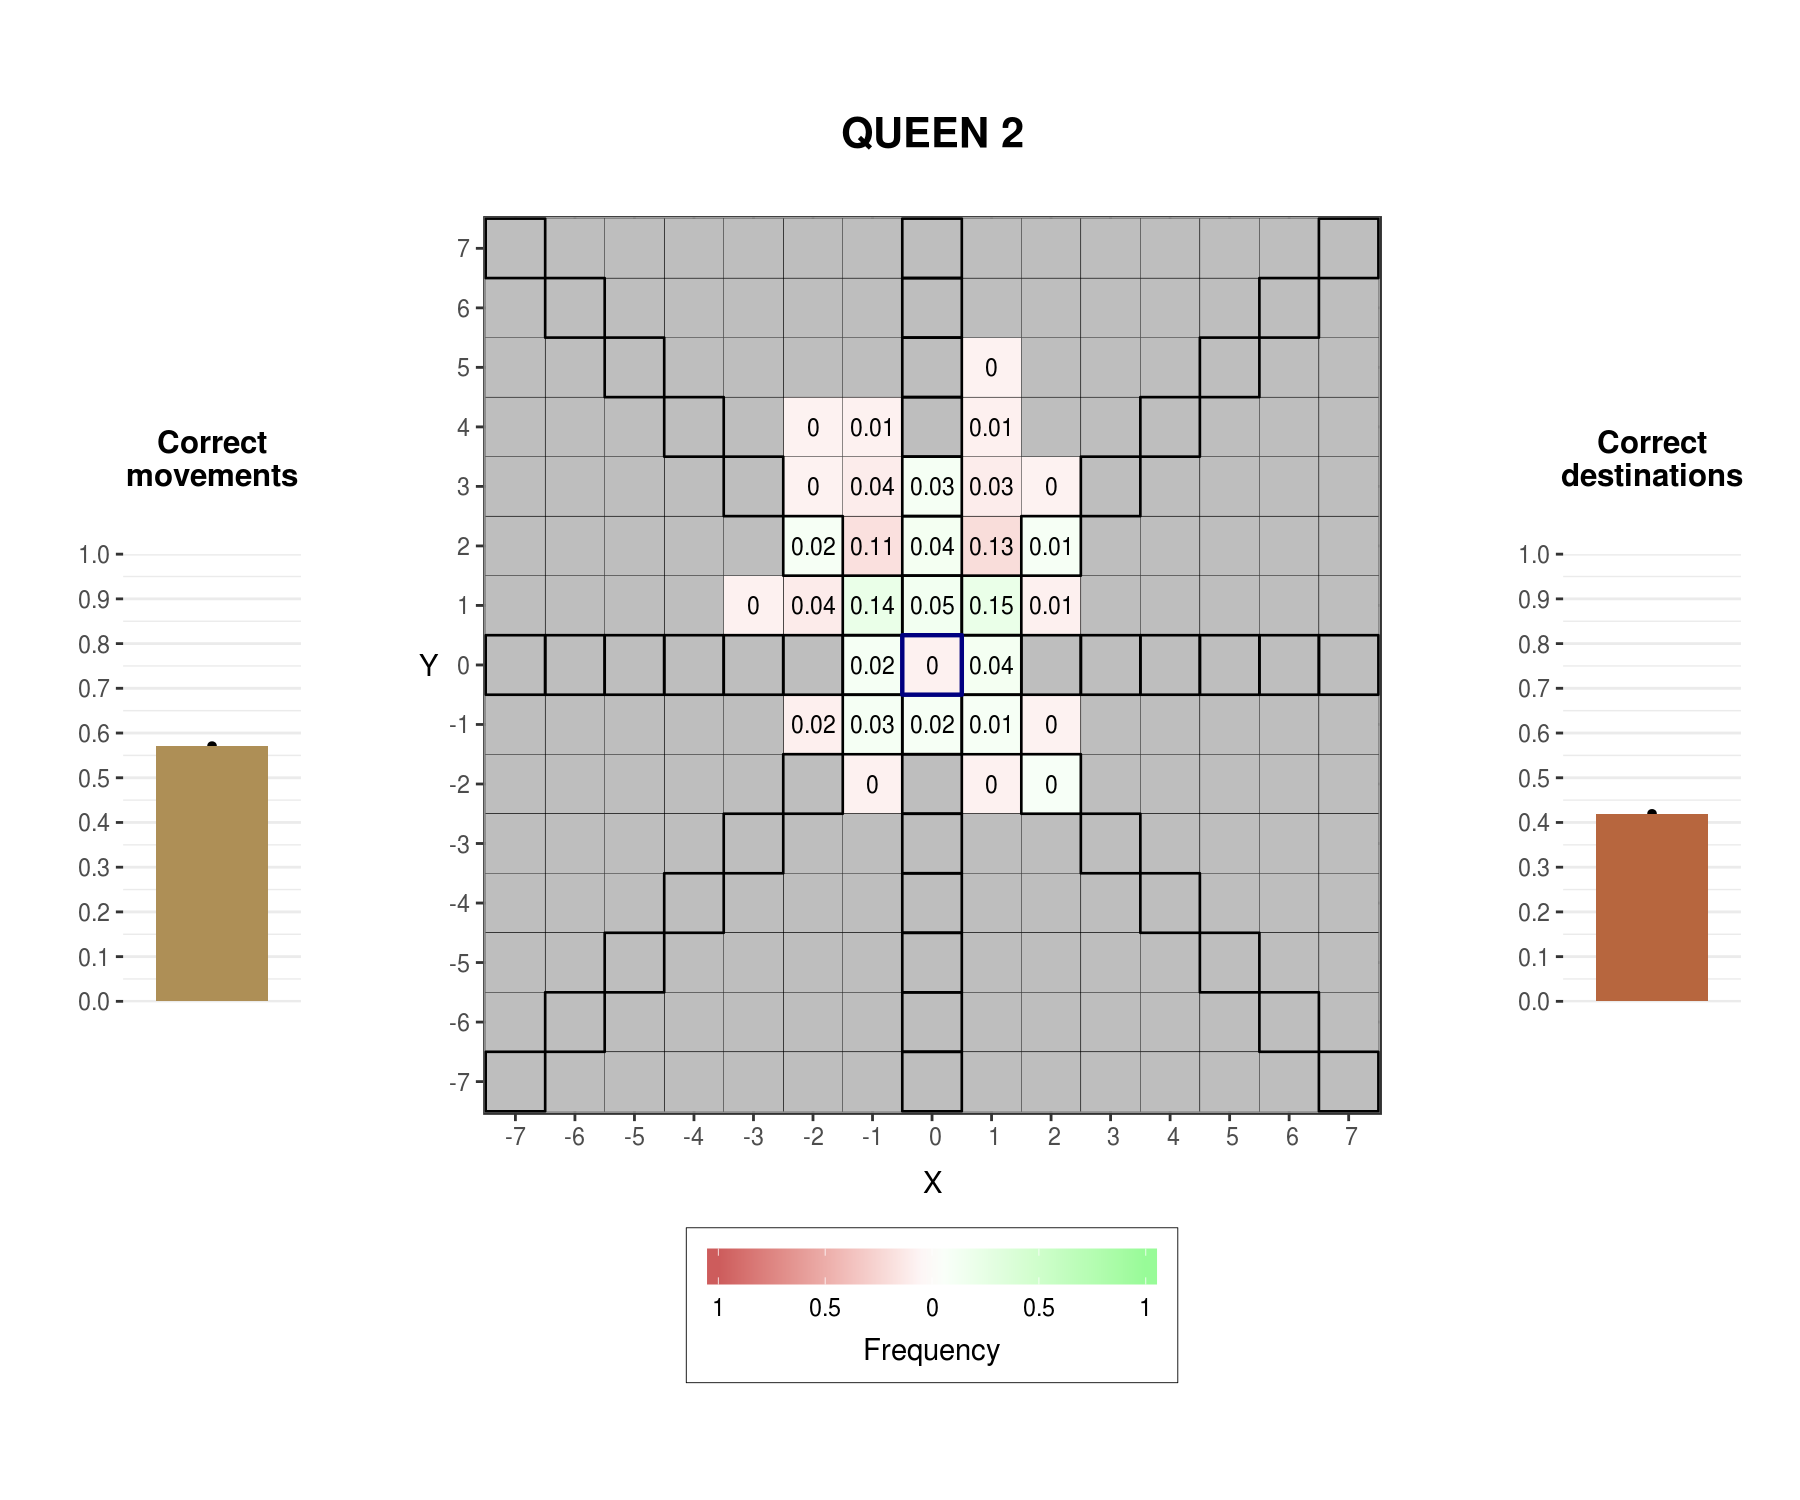 QUEEN 2
Correct
movements
1.0
0.9
0.8
0.7
0.6
0.5
0.4
0.3
0.2
0.1
0.0
Y
7
6
5 0
4 0 0.01 0.01
3 0 0.04 0.03 0.03 0
2 0.02 0.11 0.04 0.13 0.01
1 0 0.04 0.14 0.05 0.15 0.01
0 0.02 0 0.04
-1 0.02 0.03 0.02 0.01 0
-2 0 0 0
-3
-4
-5
-6
-7
-7 -6 -5 -4 -3 -2 -1 0 1 2 3 4 5 6 7
X
Correct
destinations
1.0
0.9
0.8
0.7
0.6
0.5
0.4
0.3
0.2
0.1
0.0
1 0.5 0 0.5 1
Frequency